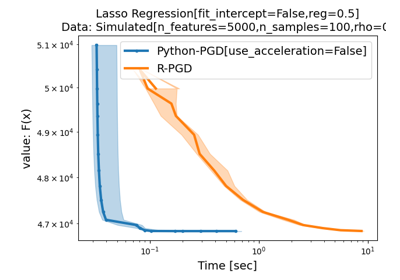 Lasso Regression[fit_intercept=False,reg=0.5]
Data: Simulated[n_features=5000,n_samples=100,rho=
Python-PGD[use_acceleration=False]
R-PGD
value: F(x)
5.1 × 10⁴
5 × 10⁴
4.9 × 10⁴
4.8 × 10⁴
4.7 × 10⁴
10⁻¹
10⁰
10¹
Time [sec]